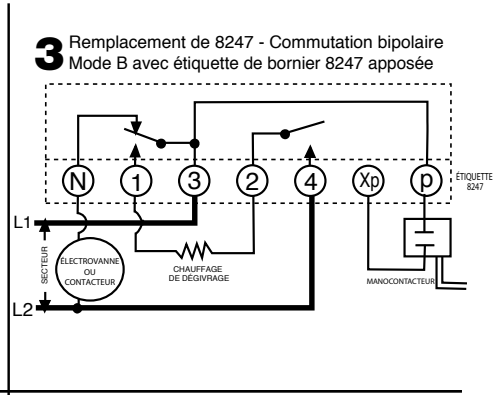 3 Remplacement de 8247 - Commutation bipolaire
Mode B avec étiquette de bornier 8247 apposée
N 1 3 2 4 Xp p
ÉTIQUETTE
8247
L1
SECTEUR
ÉLECTROVANNE
OU
CONTACTEUR
CHAUFFAGE
DE DÉGIVRAGE
MANOCONTACTEUR
L2